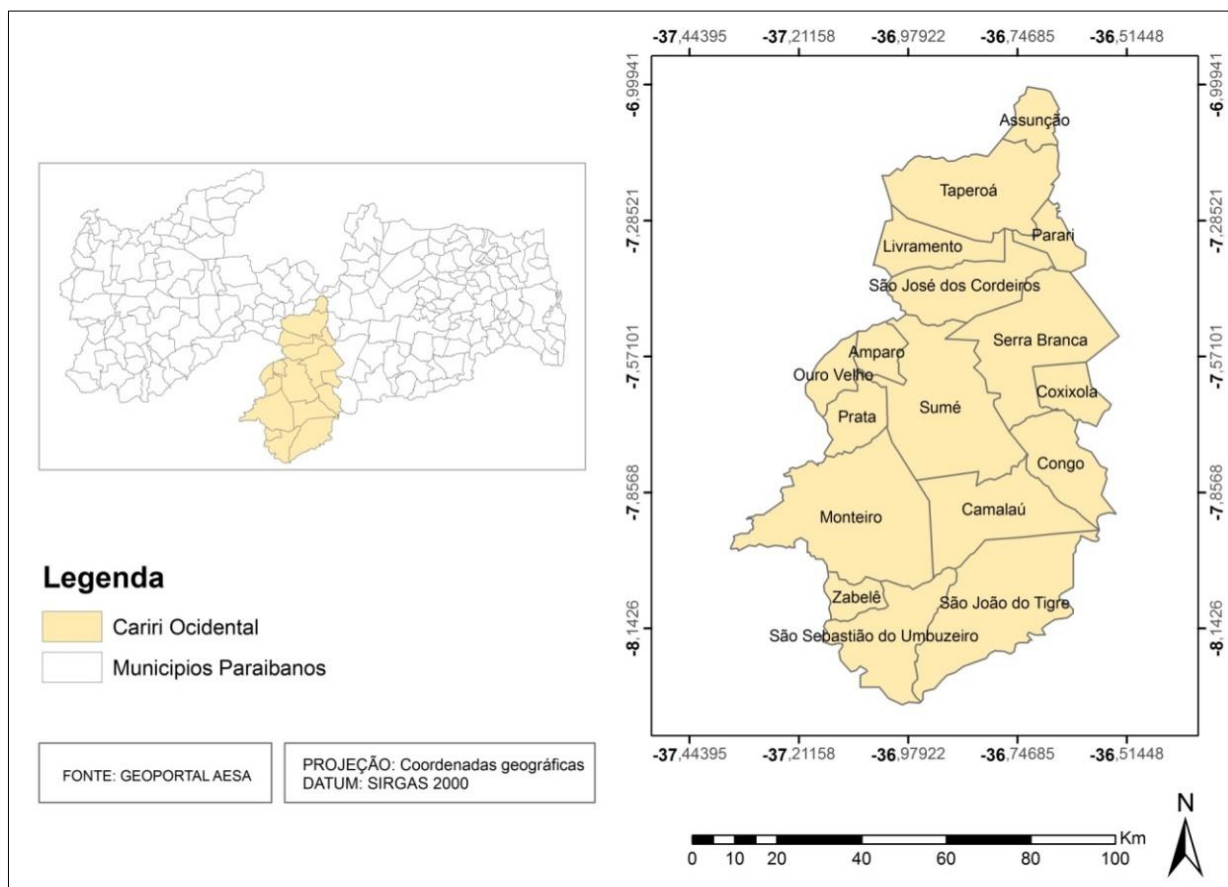 -37,44395 -37,21158 -36,97922 -36,74685 -36,51448
-6,99941
-7,28521
-7,57101
-7,8568
-8,1426
Assunção
Taperoá
Livramento
Parari
São José dos Cordeiros
Serra Branca
Amparo
Ouro Velho
Coxixola
Prata
Sumé
Congo
Monteiro
Camalaú
Zabelê
São João do Tigre
São Sebastião do Umbuzeiro
-6,99941
-7,28521
-7,57101
-7,8568
-8,1426
-37,44395 -37,21158 -36,97922 -36,74685 -36,51448
Legenda
Cariri Ocidental
Municipios Paraibanos
FONTE: GEOPORTAL AESA
PROJEÇÃO: Coordenadas geográficas
DATUM: SIRGAS 2000
N
Km
0 10 20 40 60 80 100